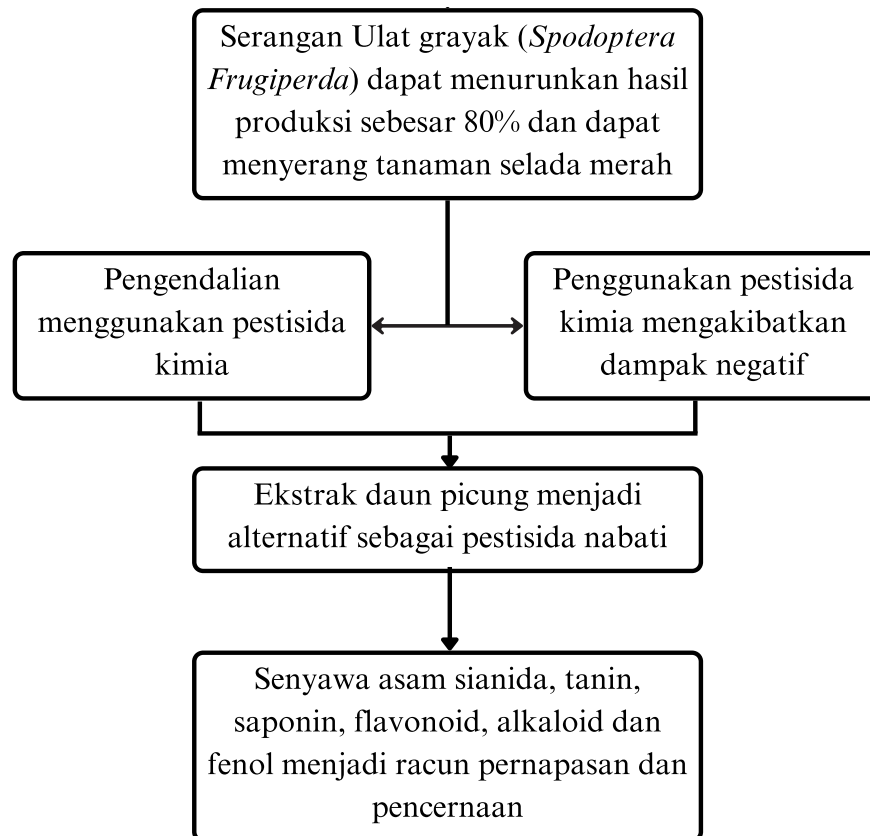 Serangan Ulat grayak (Spodoptera
Frugiperda) dapat menurunkan hasil
produksi sebesar 80% dan dapat
menyerang tanaman selada merah
Pengendalian
menggunakan pestisida
kimia
Penggunakan pestisida
kimia mengakibatkan
dampak negatif
Ekstrak daun picung menjadi
alternatif sebagai pestisida nabati
Senyawa asam sianida, tanin,
saponin, flavonoid, alkaloid dan
fenol menjadi racun pernapasan dan
pencernaan